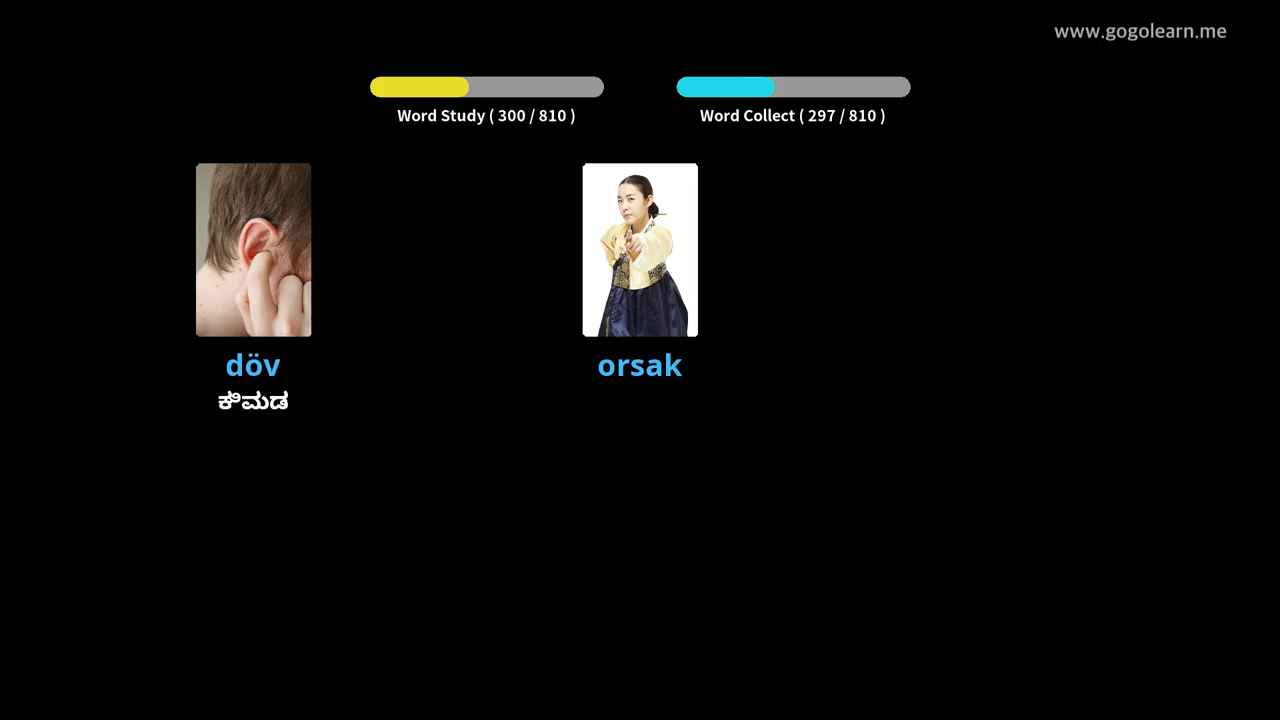 www.gogolearn.me
Word Study ( 300 / 810 )
Word Collect ( 297 / 810 )
döv
orsak
ಕಿವುಡ